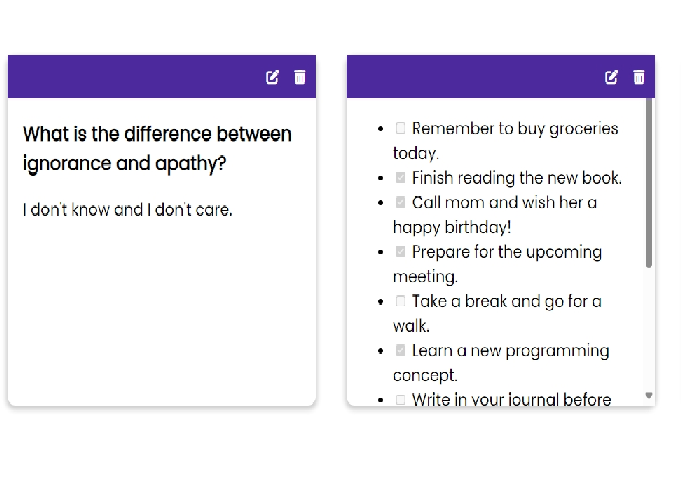 What is the difference between
ignorance and apathy?
I don't know and I don't care.
Remember to buy groceries
today.
Finish reading the new book.
Call mom and wish her a
happy birthday!
Prepare for the upcoming
meeting.
Take a break and go for a
walk.
Learn a new programming
concept.
Write in your journal before